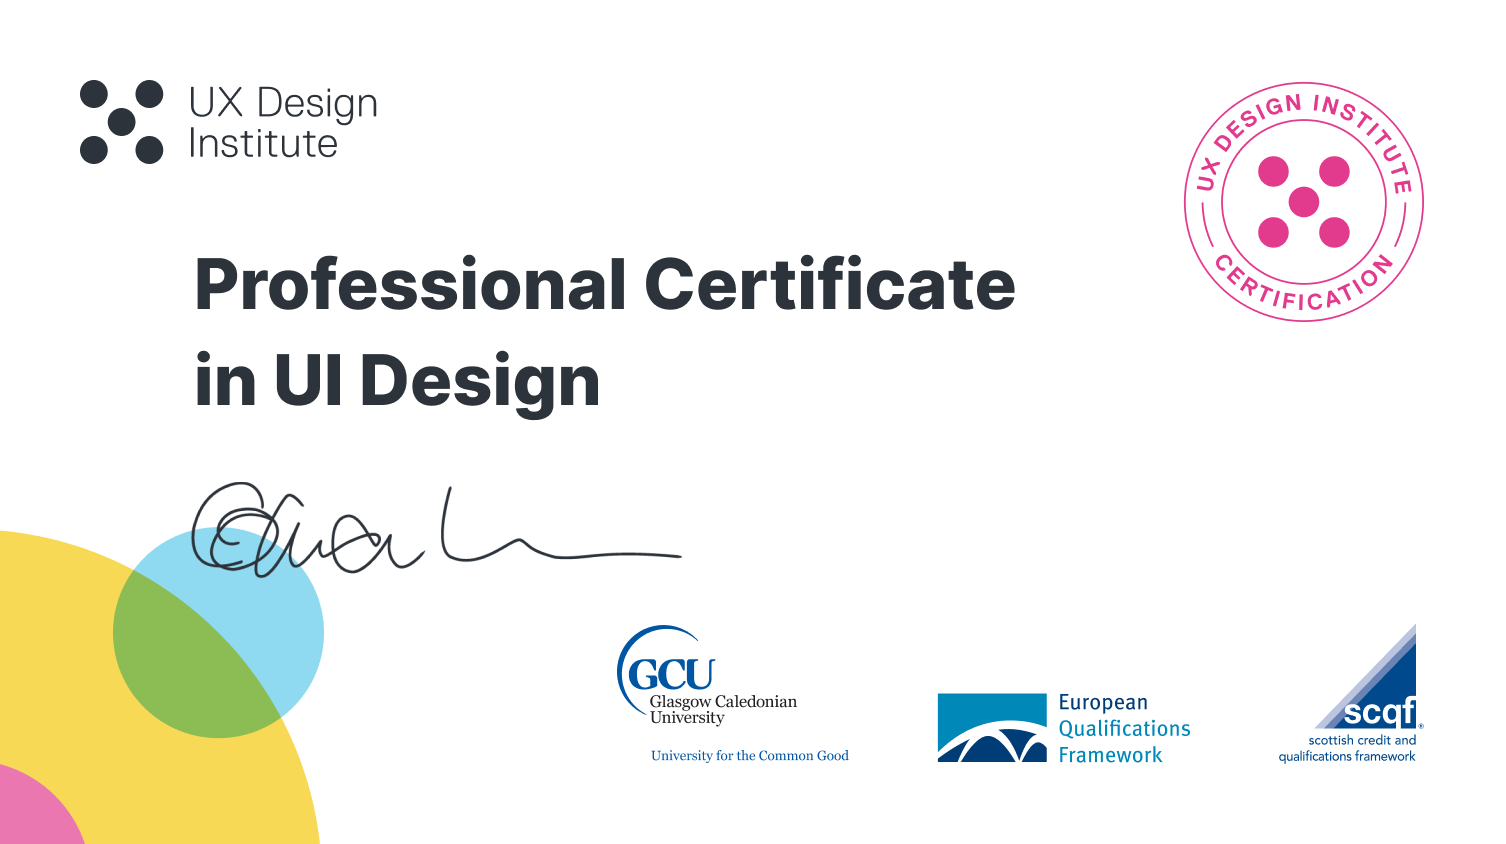 UX Design
Institute
UX DESIGN INSTITUTE
CERTIFICATION
Professional Certificate
in UI Design
GCU
Glasgow Caledonian
University
University for the Common Good
European
Qualifications
Framework
scqf
®
scottish credit and
qualifications framework